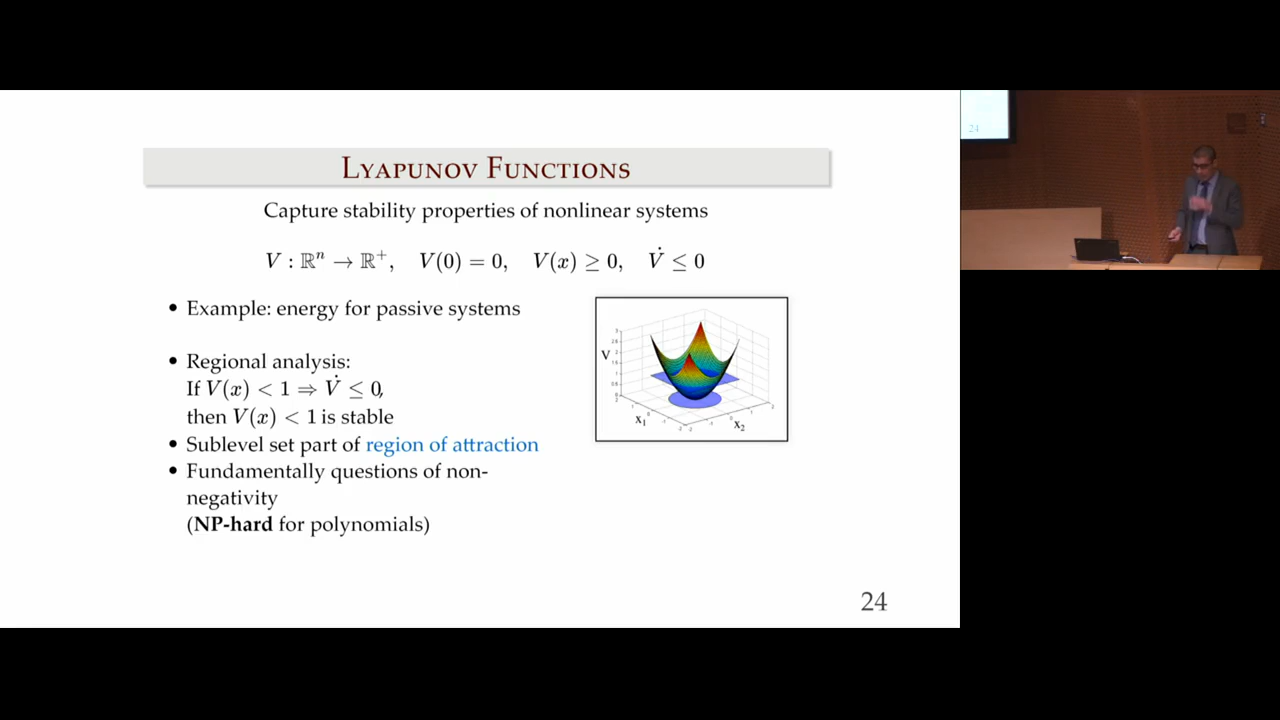 LYAPUNOV FUNCTIONS
Capture stability properties of nonlinear systems
V : ℝⁿ → ℝ⁺, V(0) = 0, V(x) ≥ 0, V̇ ≤ 0
• Example: energy for passive systems
• Regional analysis:
If V(x) < 1 ⇒ V̇ ≤ 0,
then V(x) < 1 is stable
• Sublevel set part of region of attraction
• Fundamentally questions of non-
negativity
(NP-hard for polynomials)
V
x₁
x₂
24
24